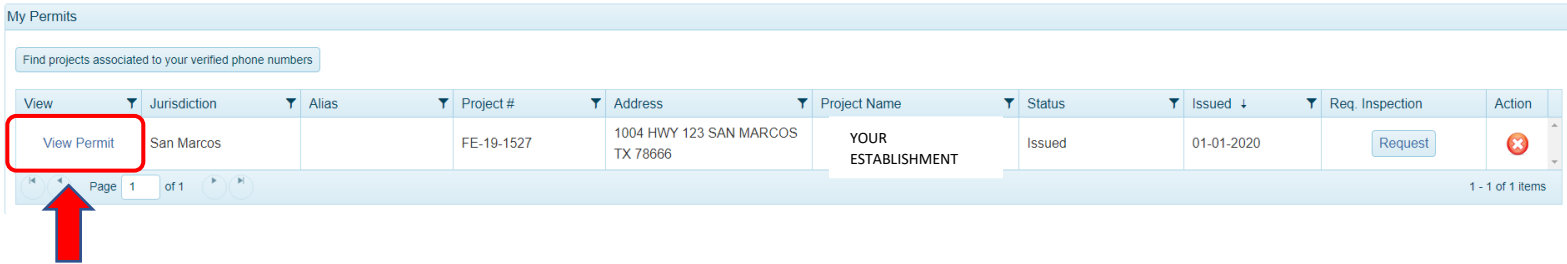 My Permits
Find projects associated to your verified phone numbers
View Jurisdiction Alias Project # Address Project Name Status Issued ↓ Req. Inspection Action
View Permit San Marcos FE-19-1527 1004 HWY 123 SAN MARCOS TX 78666 YOUR ESTABLISHMENT Issued 01-01-2020 Request
Page 1 of 1 1 - 1 of 1 items